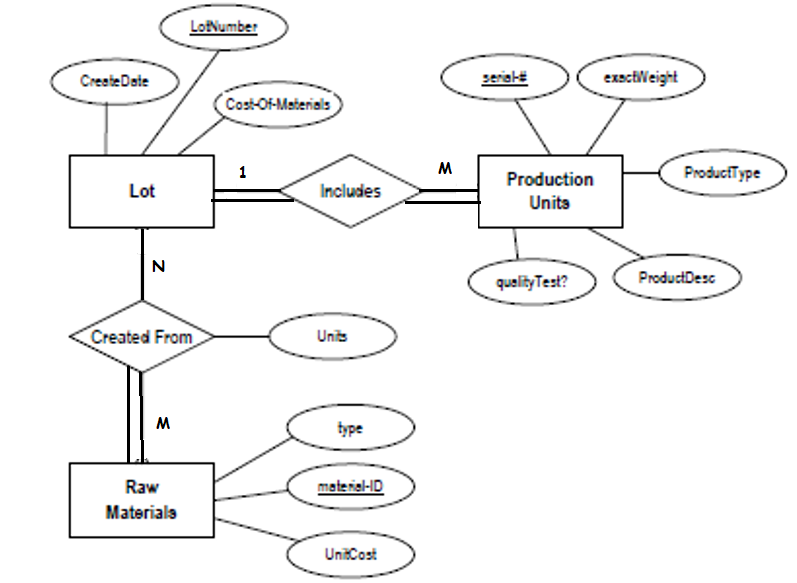 LotNumber
CreateDate
Cost-Of-Materials
serial-#
exactWeight
Lot
1
Includes
M
Production
Units
ProductType
qualityTest?
ProductDesc
N
Created From
Units
M
type
Raw
Materials
material-ID
UnitCost